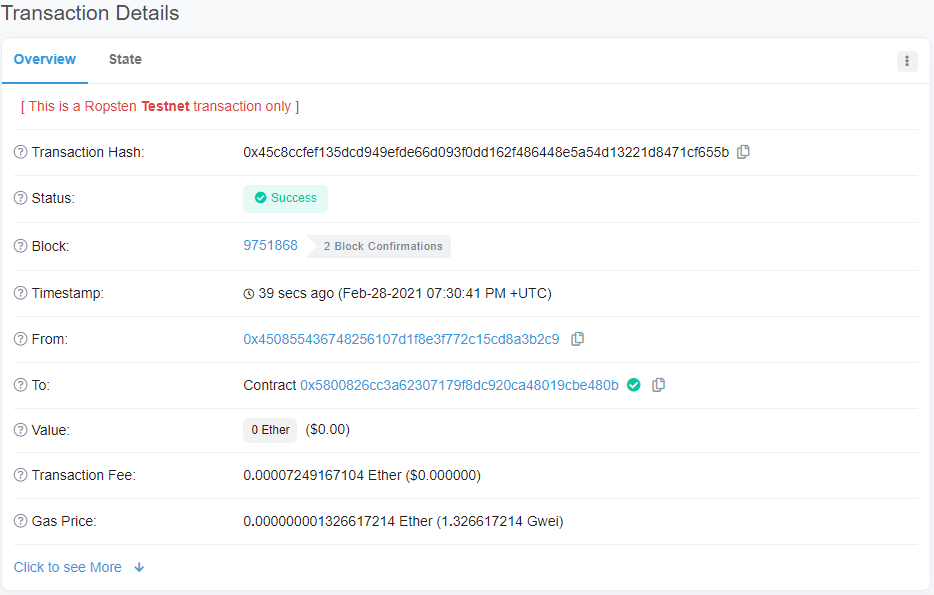 Transaction Details
Overview State
[ This is a Ropsten Testnet transaction only ]
Transaction Hash: 0x45c8ccfef135dcd949efde66d093f0dd162f486448e5a54d13221d8471cf655b
Status: Success
Block: 9751868 2 Block Confirmations
Timestamp: 39 secs ago (Feb-28-2021 07:30:41 PM +UTC)
From: 0x450855436748256107d1f8e3f772c15cd8a3b2c9
To: Contract 0x5800826cc3a62307179f8dc920ca48019cbe480b
Value: 0 Ether ($0.00)
Transaction Fee: 0.00007249167104 Ether ($0.000000)
Gas Price: 0.000000001326617214 Ether (1.326617214 Gwei)
Click to see More